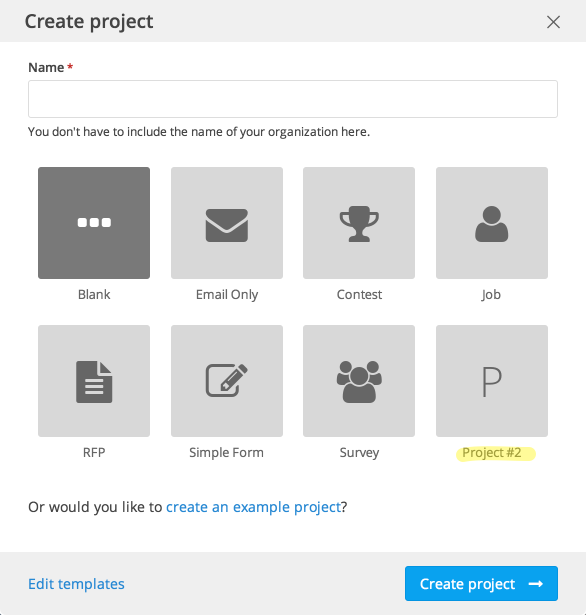 Create project
Name *
You don't have to include the name of your organization here.
Blank
Email Only
Contest
Job
P
RFP
Simple Form
Survey
Project #2
Or would you like to create an example project?
Edit templates
Create project